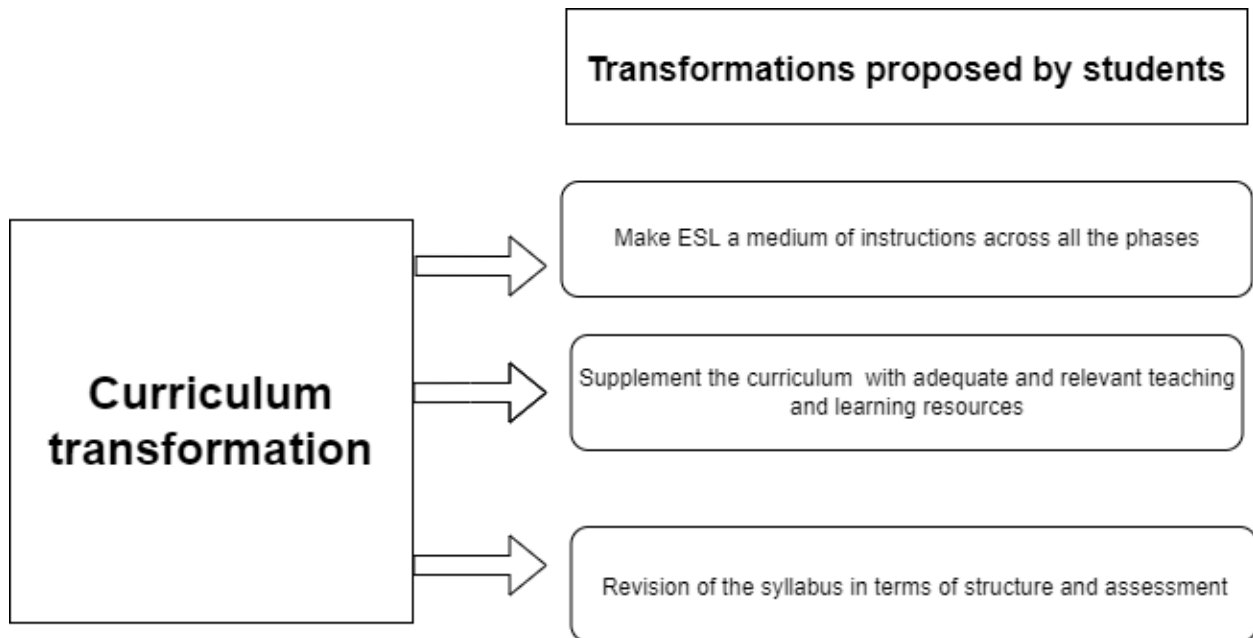 Transformations proposed by students
Make ESL a medium of instructions across all the phases
Curriculum
transformation
Supplement the curriculum with adequate and relevant teaching
and learning resources
Revision of the syllabus in terms of structure and assessment